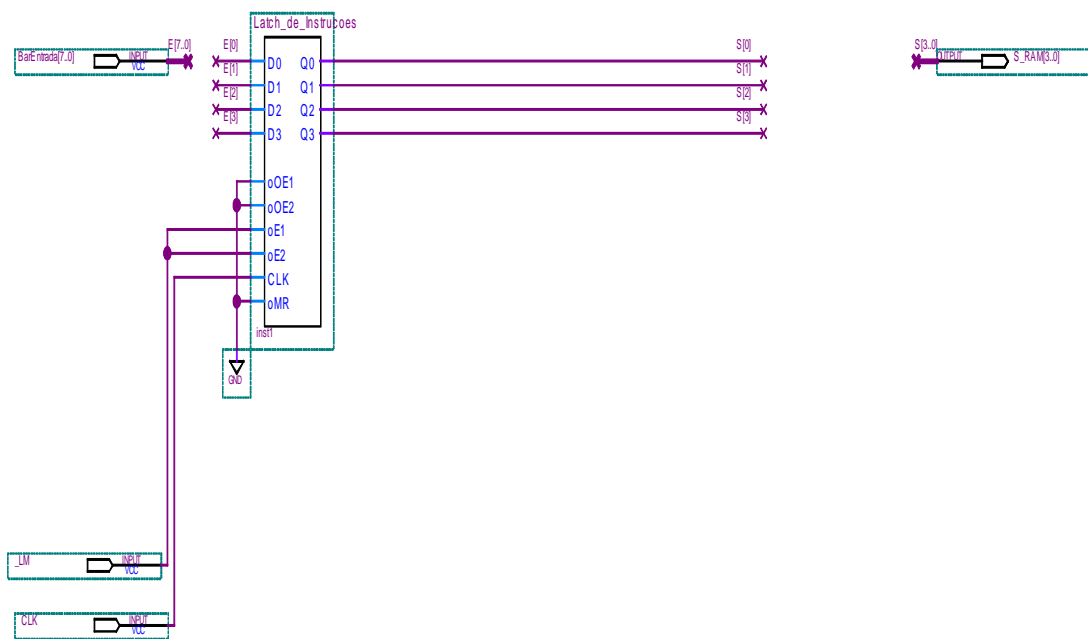 Latch_de_Instrucoes
BarEntrada[7..0]
INPUT
VCC
E[7..0]
E[0]
E[1]
E[2]
E[3]
D0
D1
D2
D3
oOE1
oOE2
oE1
oE2
CLK
oMR
Q0
Q1
Q2
Q3
inst1
GND
S[0]
S[1]
S[2]
S[3]
S[3..0]
OUTPUT
S_RAM[3..0]
_LM
INPUT
VCC
CLK
INPUT
VCC